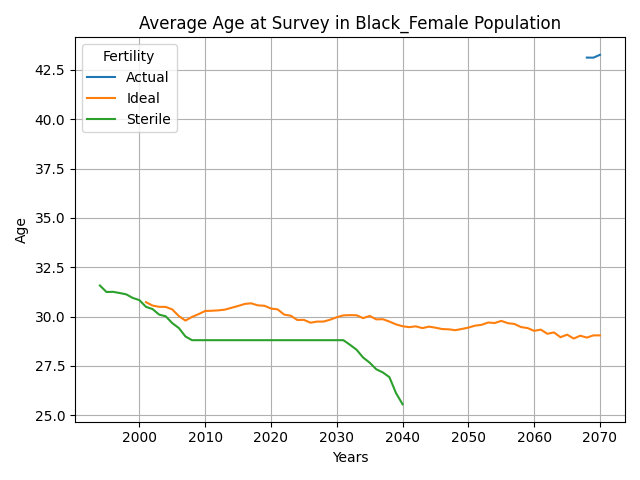 Average Age at Survey in Black_Female Population
Fertility
Actual
Ideal
Sterile
42.5
40.0
37.5
35.0
32.5
30.0
27.5
25.0
Age
2000 2010 2020 2030 2040 2050 2060 2070
Years